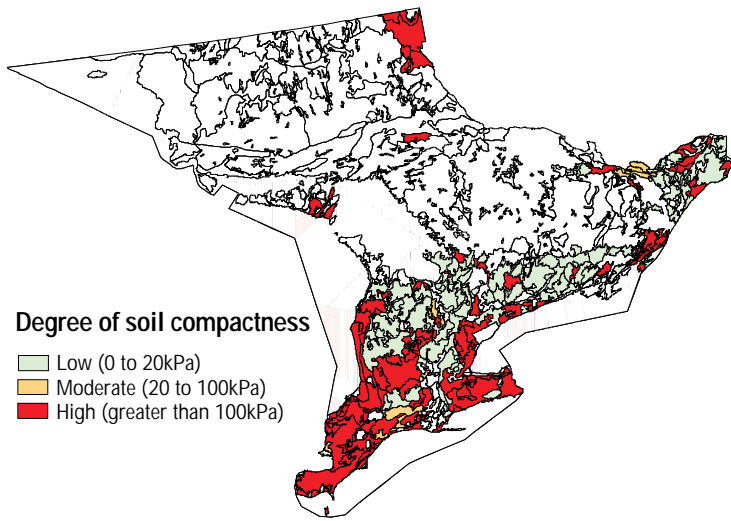 Degree of soil compactness
Low (0 to 20kPa)
Moderate (20 to 100kPa)
High (greater than 100kPa)